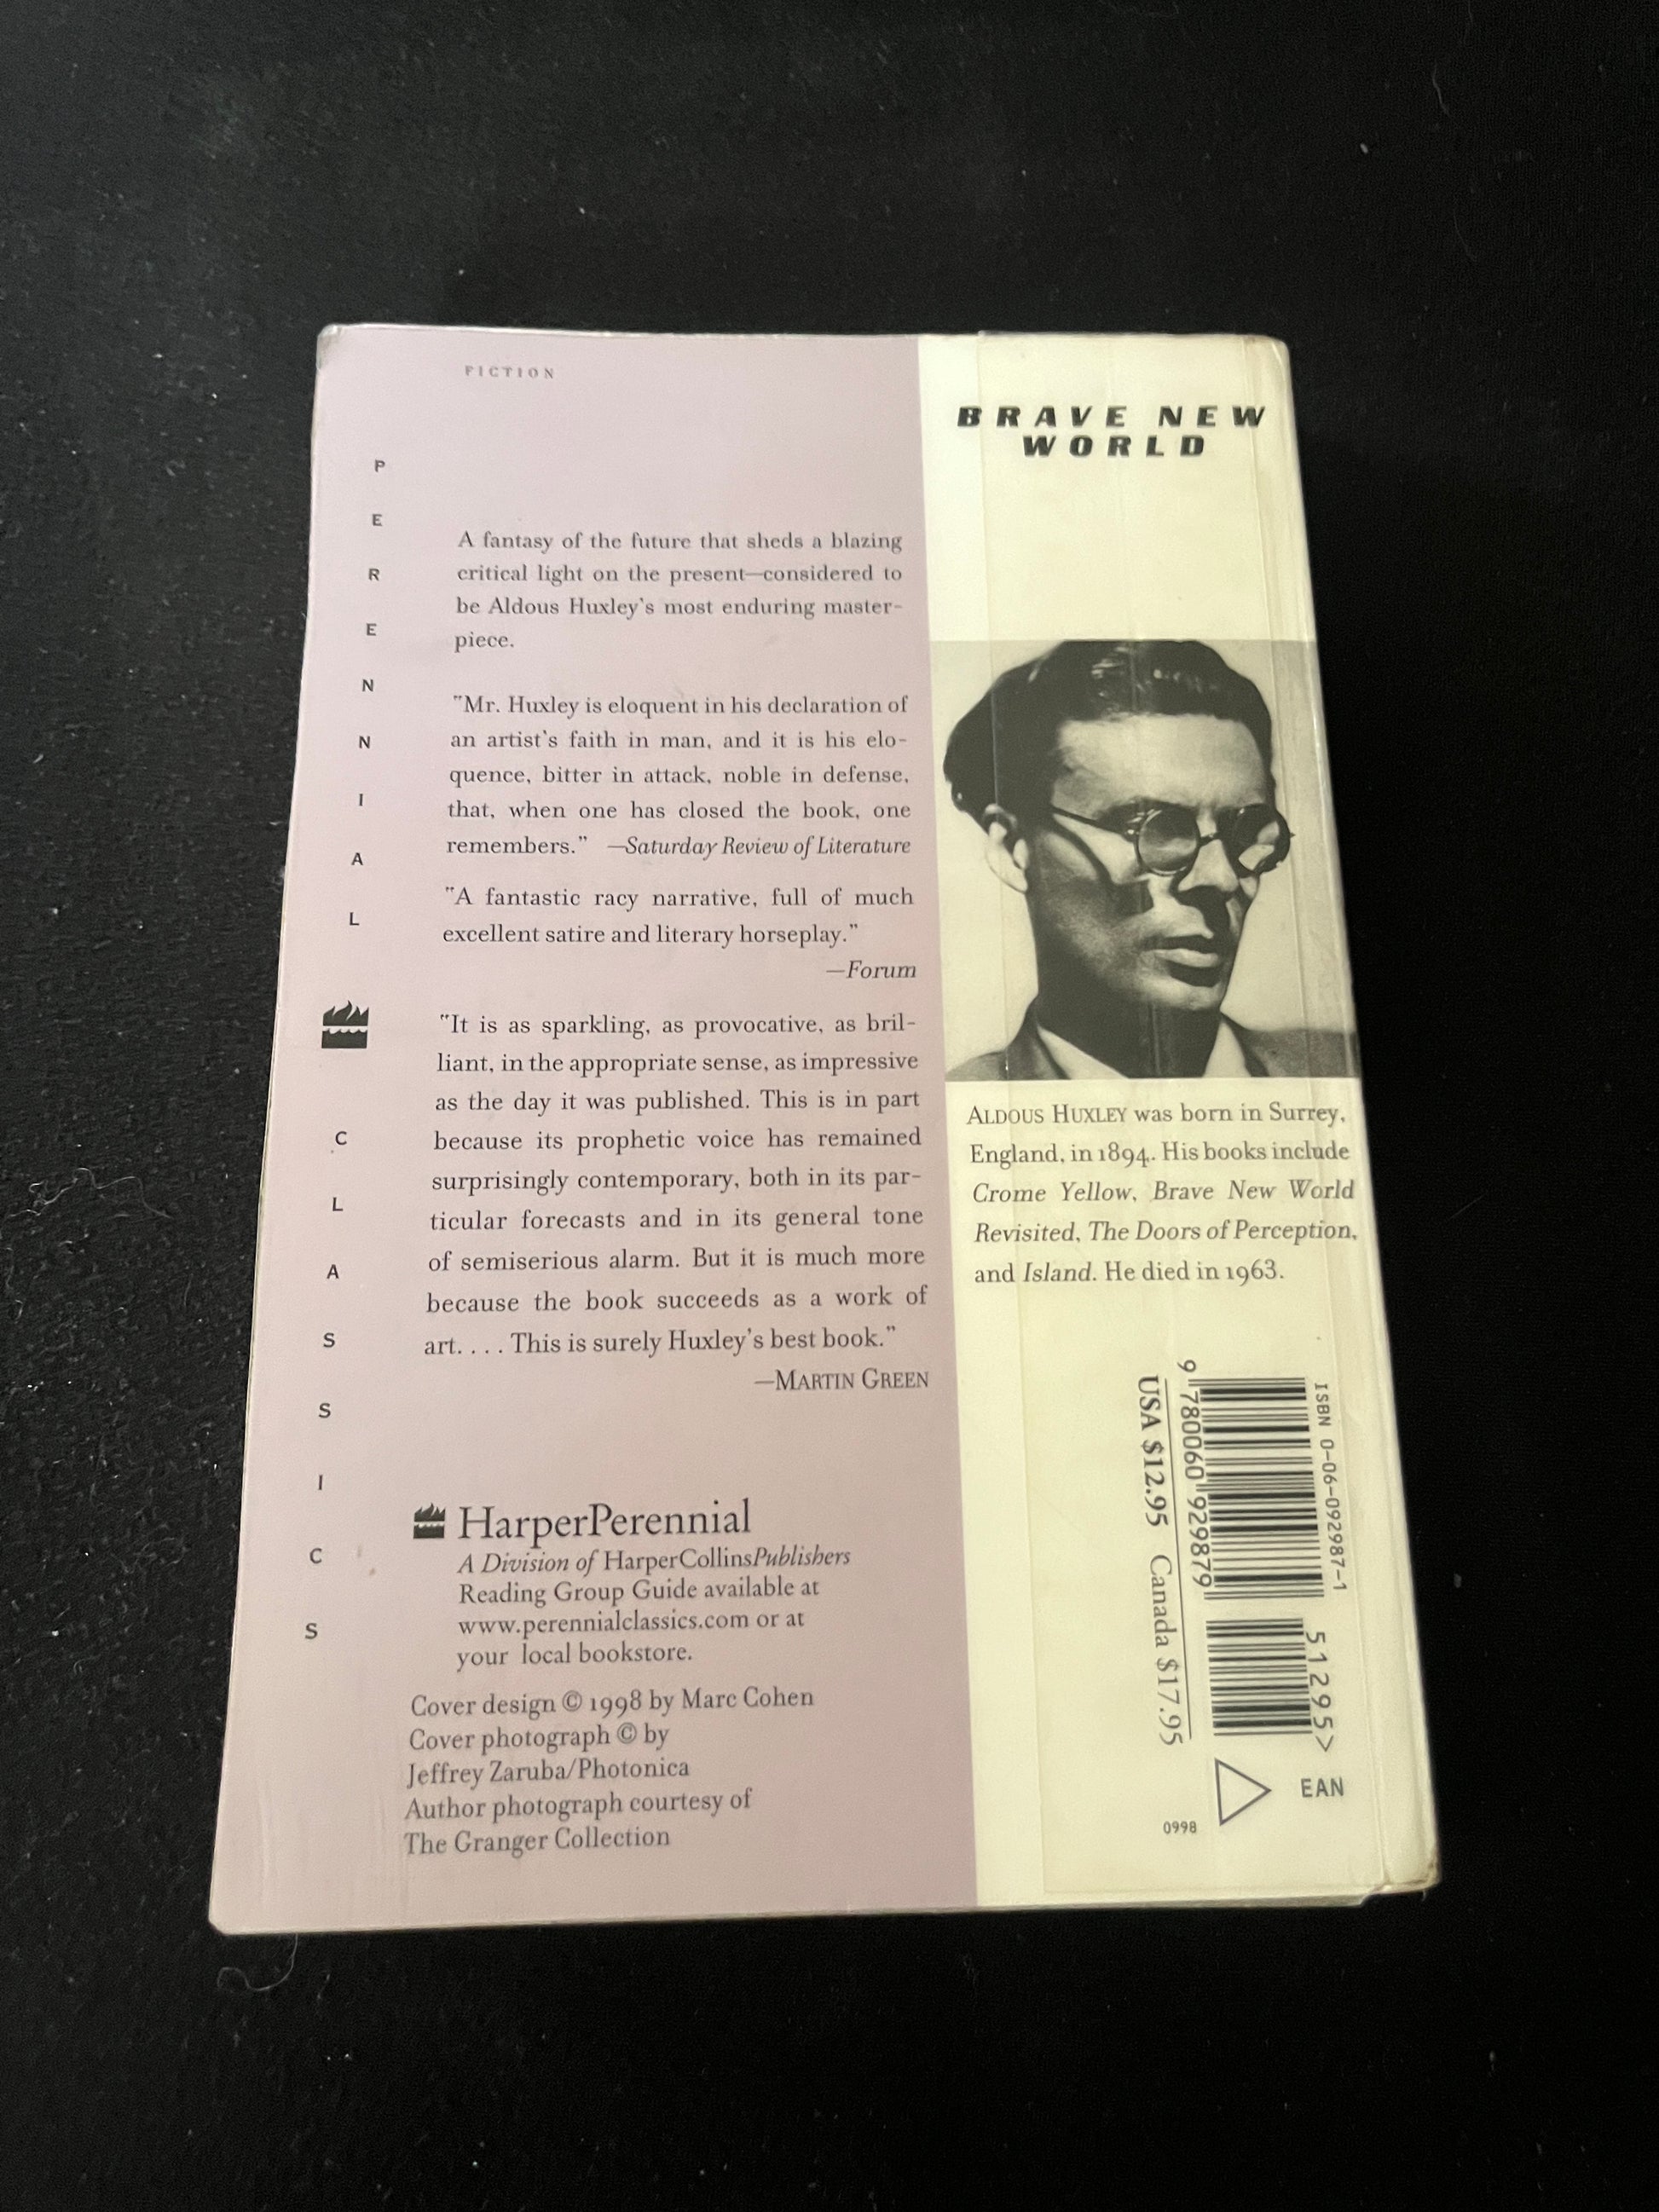 FICTION
PERENNIAL
CLASSICS
A fantasy of the future that sheds a blazing
critical light on the present—considered to
be Aldous Huxley's most enduring master-
piece.
"Mr. Huxley is eloquent in his declaration of
an artist's faith in man, and it is his elo-
quence, bitter in attack, noble in defense,
that, when one has closed the book, one
remembers." —Saturday Review of Literature
"A fantastic racy narrative, full of much
excellent satire and literary horseplay."
—Forum
"It is as sparkling, as provocative, as bril-
liant, in the appropriate sense, as impressive
as the day it was published. This is in part
because its prophetic voice has remained
surprisingly contemporary, both in its par-
ticular forecasts and in its general tone
of semiserious alarm. But it is much more
because the book succeeds as a work of
art. . . . This is surely Huxley's best book."
—MARTIN GREEN
HarperPerennial
A Division of HarperCollinsPublishers
Reading Group Guide available at
www.perennialclassics.com or at
your local bookstore.
Cover design © 1998 by Marc Cohen
Cover photograph © by
Jeffrey Zaruba/Photonica
Author photograph courtesy of
The Granger Collection
BRAVE NEW
WORLD
ALDOUS HUXLEY was born in Surrey,
England, in 1894. His books include
Crome Yellow, Brave New World
Revisited, The Doors of Perception,
and Island. He died in 1963.
ISBN 0-06-092987-1
51295>
9 780060 929879
USA $12.95 Canada $17.95
EAN
0998